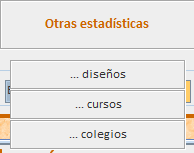 Otras estadísticas
... diseños
... cursos
... colegios